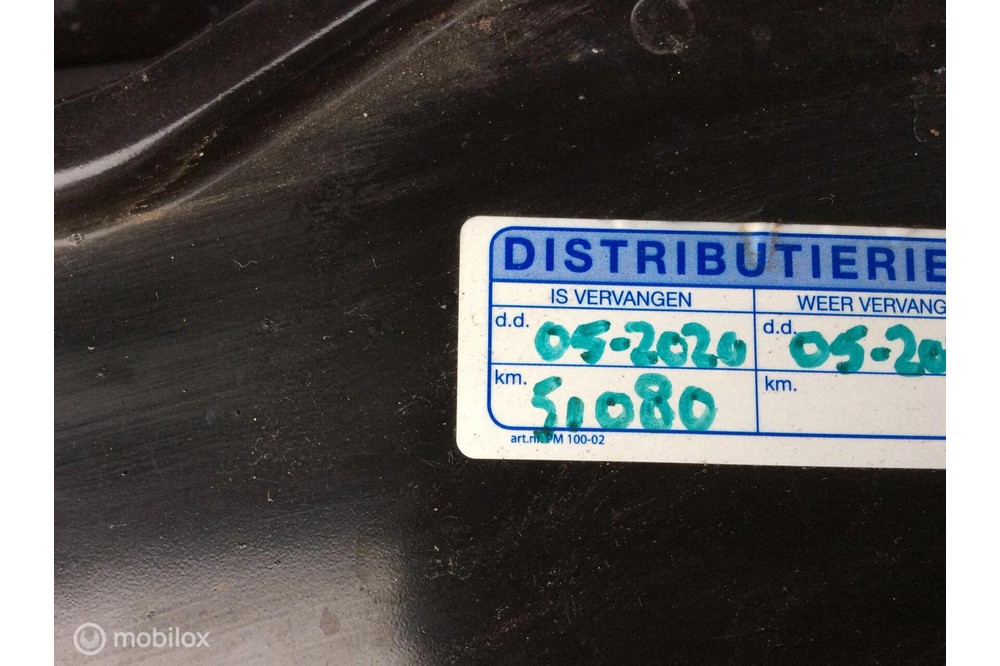 DISTRIBUTIERIE
IS VERVANGEN
WEER VERVANG
d.d. 05-2020
d.d. 05-20
km. 51080
km.
art.nr. PM 100-02
mobilox